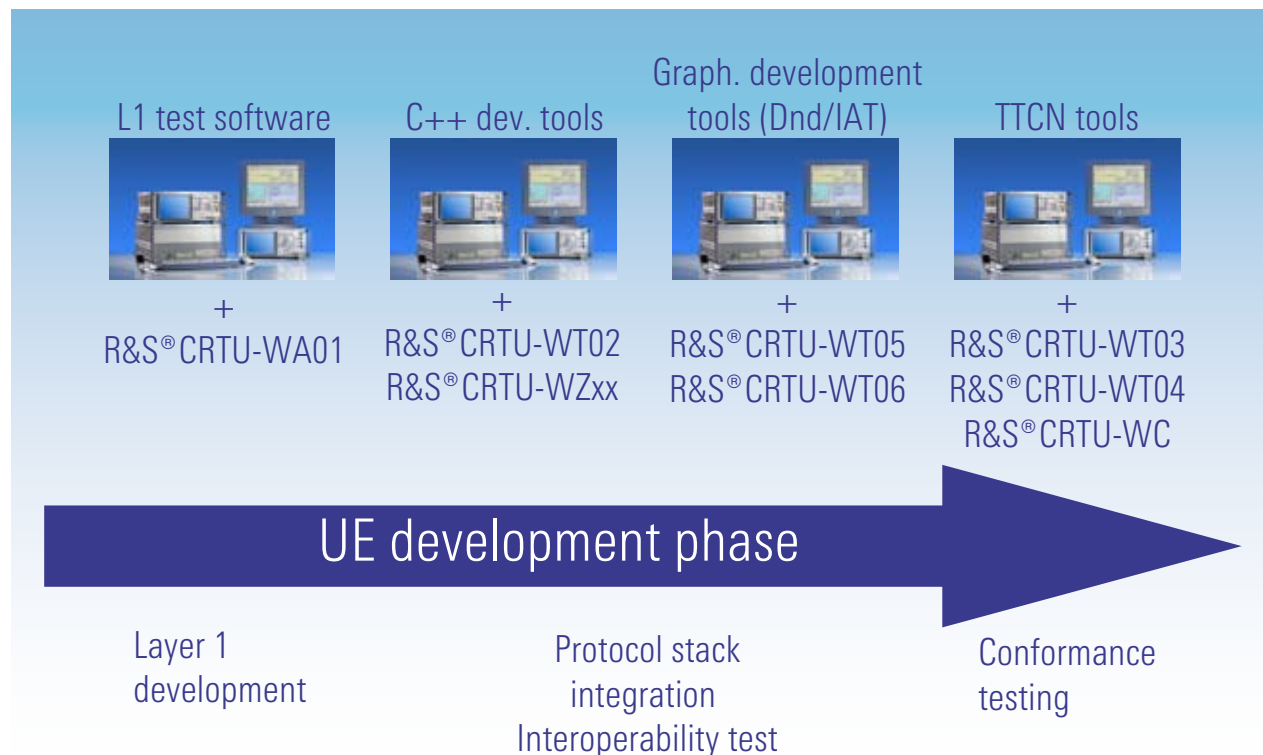 L1 test software
C++ dev. tools
Graph. development
tools (Dnd/IAT)
TTCN tools
+
R&S®CRTU-WA01
+
R&S®CRTU-WT02
R&S®CRTU-WZxx
+
R&S®CRTU-WT05
R&S®CRTU-WT06
+
R&S®CRTU-WT03
R&S®CRTU-WT04
R&S®CRTU-WC
UE development phase
Layer 1
development
Protocol stack
integration
Interoperability test
Conformance
testing